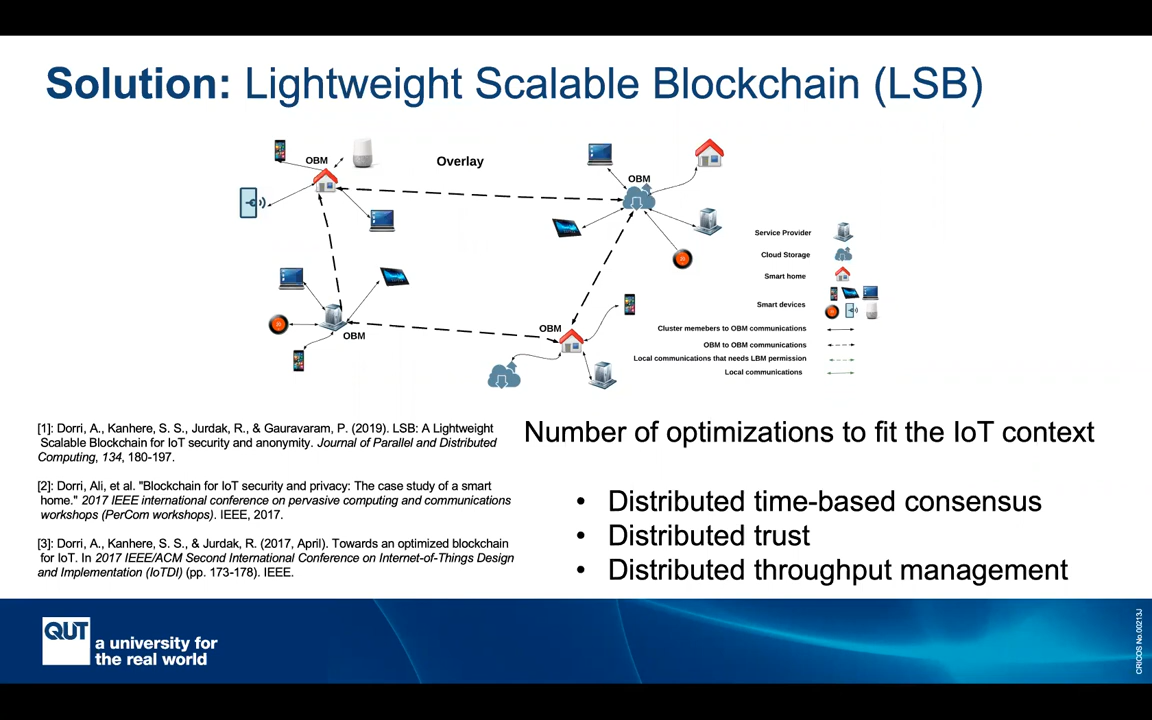 Solution: Lightweight Scalable Blockchain (LSB)
OBM
Overlay
OBM
OBM
OBM
Service Provider
Cloud Storage
Smart home
Smart devices
Cluster memebers to OBM communications
OBM to OBM communications
Local communications that needs LBM permission
Local communications
[1]: Dorri, A., Kanhere, S. S., Jurdak, R., & Gauravaram, P. (2019). LSB: A Lightweight
Scalable Blockchain for IoT security and anonymity. Journal of Parallel and Distributed
Computing, 134, 180-197.
[2]: Dorri, Ali, et al. "Blockchain for IoT security and privacy: The case study of a smart
home." 2017 IEEE international conference on pervasive computing and communications
workshops (PerCom workshops). IEEE, 2017.
[3]: Dorri, A., Kanhere, S. S., & Jurdak, R. (2017, April). Towards an optimized blockchain
for IoT. In 2017 IEEE/ACM Second International Conference on Internet-of-Things Design
and Implementation (IoTDI) (pp. 173-178). IEEE.
Number of optimizations to fit the IoT context
• Distributed time-based consensus
• Distributed trust
• Distributed throughput management
QUT
a university for
the real world
CRICOS No.00213J